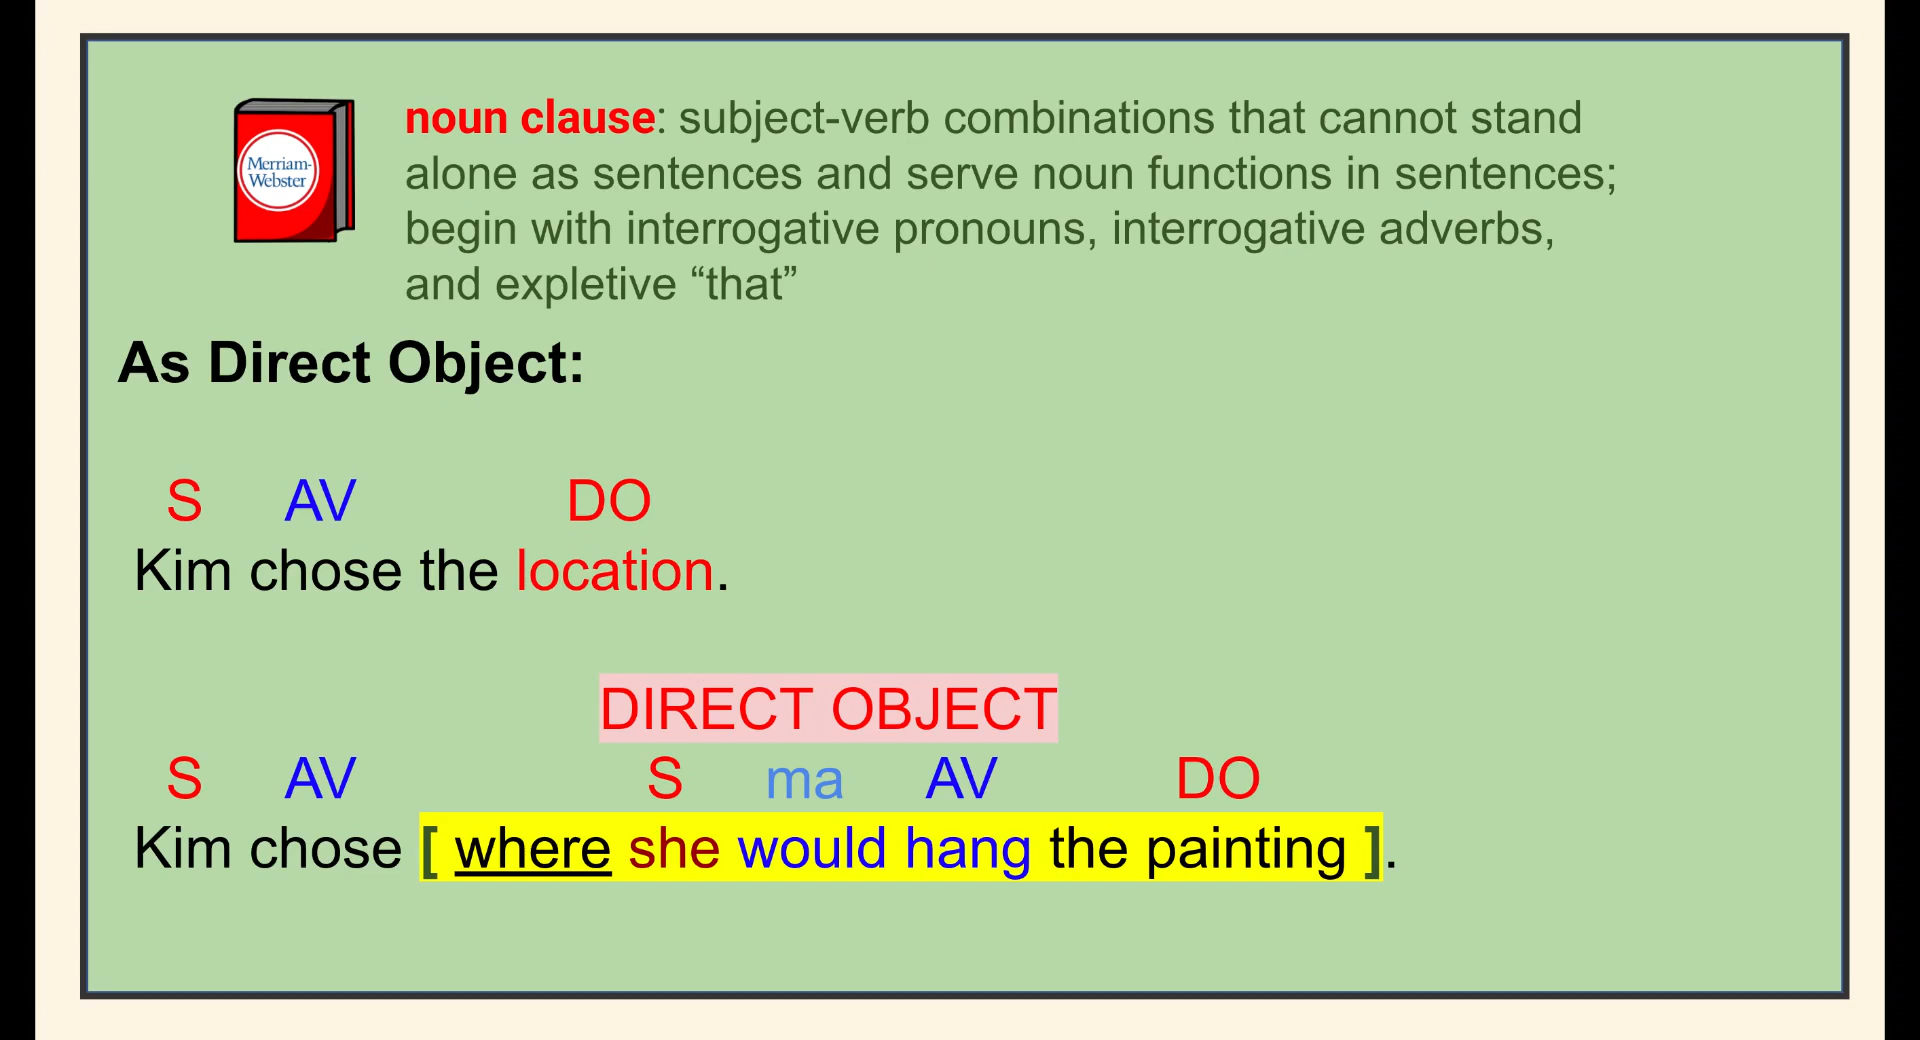 Merriam-
Webster
noun clause: subject-verb combinations that cannot stand
alone as sentences and serve noun functions in sentences;
begin with interrogative pronouns, interrogative adverbs,
and expletive “that”
As Direct Object:
S AV DO
Kim chose the location.
DIRECT OBJECT
S AV S ma AV DO
Kim chose [ where she would hang the painting ].